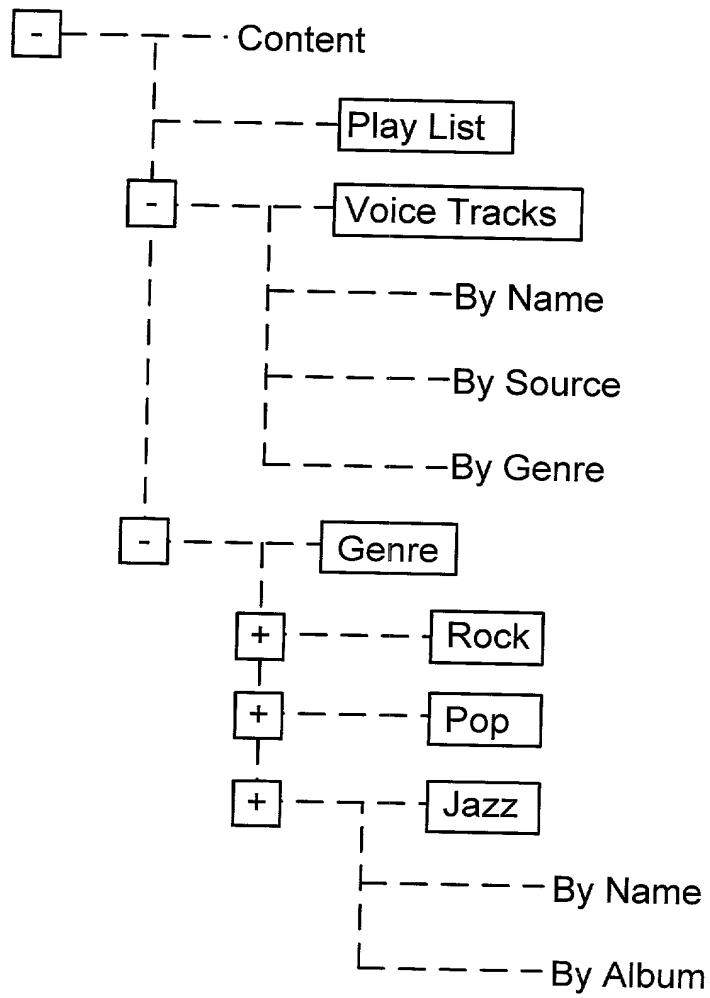 - Content
Play List
- Voice Tracks
By Name
By Source
By Genre
- Genre
+ Rock
+ Pop
+ Jazz
By Name
By Album